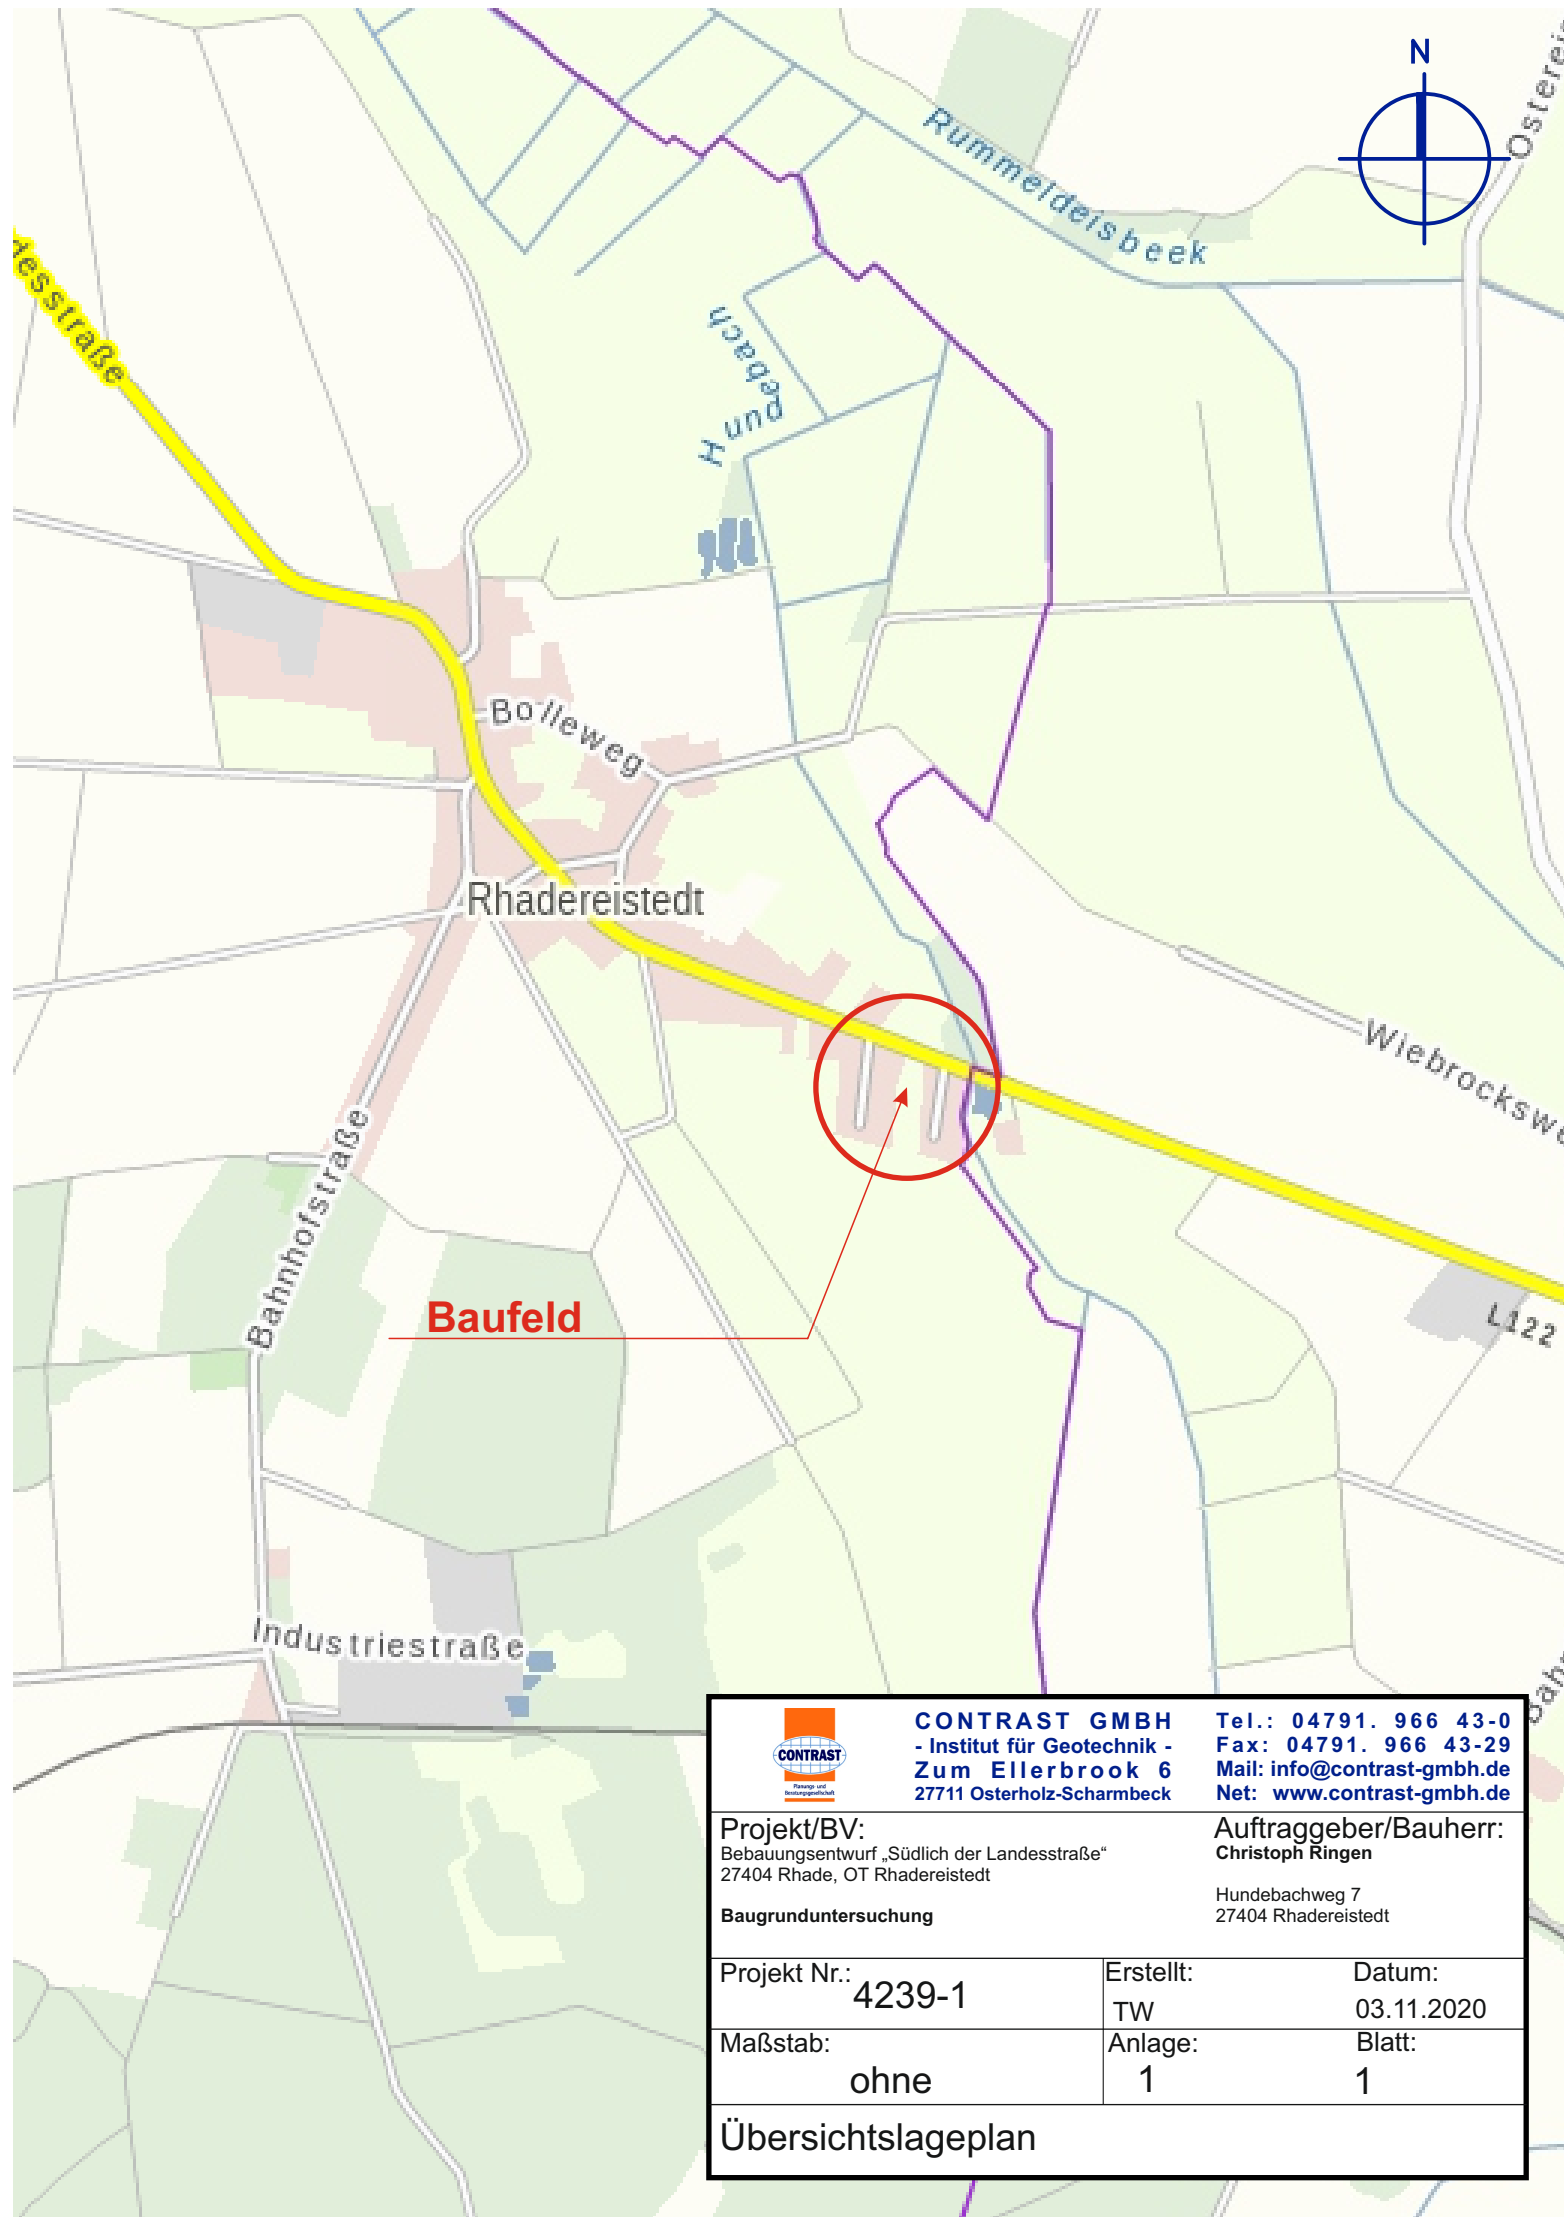 N
Rummeldeisbeek
Hundebach
Bolleweg
Rhadereistedt
Wiebrockswe
Bahnhofstraße
Baufeld
L122
Industriestraße
desstraße
CONTRAST GMBH
- Institut für Geotechnik -
Zum Ellerbrook 6
27711 Osterholz-Scharmbeck
Tel.: 04791. 966 43-0
Fax: 04791. 966 43-29
Mail: info@contrast-gmbh.de
Net: www.contrast-gmbh.de
CONTRAST
Planungs- und
Beratungsgesellschaft
Projekt/BV:
Bebauungsentwurf „Südlich der Landesstraße“
27404 Rhade, OT Rhadereistedt
Baugrunduntersuchung
Auftraggeber/Bauherr:
Christoph Ringen
Hundebachweg 7
27404 Rhadereistedt
Projekt Nr.: 4239-1
Erstellt:
TW
Datum:
03.11.2020
Maßstab:
ohne
Anlage:
1
Blatt:
1
Übersichtslageplan